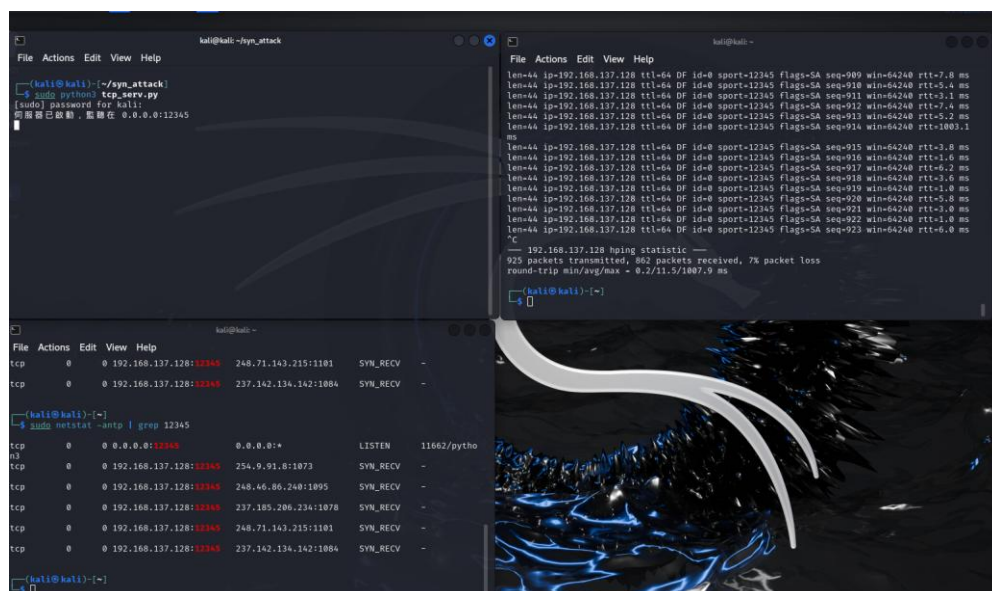 kali@kali: ~/syn_attack
File Actions Edit View Help
(kali㉿kali)-[~/syn_attack]
$ sudo python3 tcp_serv.py
[sudo] password for kali:
伺服器已啟動，監聽在 0.0.0.0:12345
kali@kali: ~
File Actions Edit View Help
len=44 ip=192.168.137.128 ttl=64 DF id=0 sport=12345 flags=SA seq=909 win=64240 rtt=7.8 ms
len=44 ip=192.168.137.128 ttl=64 DF id=0 sport=12345 flags=SA seq=910 win=64240 rtt=5.4 ms
len=44 ip=192.168.137.128 ttl=64 DF id=0 sport=12345 flags=SA seq=911 win=64240 rtt=3.1 ms
len=44 ip=192.168.137.128 ttl=64 DF id=0 sport=12345 flags=SA seq=912 win=64240 rtt=7.4 ms
len=44 ip=192.168.137.128 ttl=64 DF id=0 sport=12345 flags=SA seq=913 win=64240 rtt=5.2 ms
len=44 ip=192.168.137.128 ttl=64 DF id=0 sport=12345 flags=SA seq=914 win=64240 rtt=1003.1
ms
len=44 ip=192.168.137.128 ttl=64 DF id=0 sport=12345 flags=SA seq=915 win=64240 rtt=3.8 ms
len=44 ip=192.168.137.128 ttl=64 DF id=0 sport=12345 flags=SA seq=916 win=64240 rtt=1.6 ms
len=44 ip=192.168.137.128 ttl=64 DF id=0 sport=12345 flags=SA seq=917 win=64240 rtt=6.2 ms
len=44 ip=192.168.137.128 ttl=64 DF id=0 sport=12345 flags=SA seq=918 win=64240 rtt=3.6 ms
len=44 ip=192.168.137.128 ttl=64 DF id=0 sport=12345 flags=SA seq=919 win=64240 rtt=1.0 ms
len=44 ip=192.168.137.128 ttl=64 DF id=0 sport=12345 flags=SA seq=920 win=64240 rtt=5.8 ms
len=44 ip=192.168.137.128 ttl=64 DF id=0 sport=12345 flags=SA seq=921 win=64240 rtt=3.0 ms
len=44 ip=192.168.137.128 ttl=64 DF id=0 sport=12345 flags=SA seq=922 win=64240 rtt=1.0 ms
len=44 ip=192.168.137.128 ttl=64 DF id=0 sport=12345 flags=SA seq=923 win=64240 rtt=6.0 ms
^C
--- 192.168.137.128 hping statistic ---
925 packets transmitted, 862 packets received, 7% packet loss
round-trip min/avg/max = 0.2/11.5/1007.9 ms
(kali㉿kali)-[~]
$
kali@kali: ~
File Actions Edit View Help
tcp 0 0 192.168.137.128:12345 248.71.143.215:1101 SYN_RECV -
tcp 0 0 192.168.137.128:12345 237.142.134.142:1084 SYN_RECV -
(kali㉿kali)-[~]
$ sudo netstat -antp | grep 12345
tcp 0 0 0.0.0.0:12345 0.0.0.0:* LISTEN 11662/pytho
n3
tcp 0 0 192.168.137.128:12345 254.9.91.8:1073 SYN_RECV -
tcp 0 0 192.168.137.128:12345 248.46.86.240:1095 SYN_RECV -
tcp 0 0 192.168.137.128:12345 237.185.206.234:1078 SYN_RECV -
tcp 0 0 192.168.137.128:12345 248.71.143.215:1101 SYN_RECV -
tcp 0 0 192.168.137.128:12345 237.142.134.142:1084 SYN_RECV -
(kali㉿kali)-[~]
$